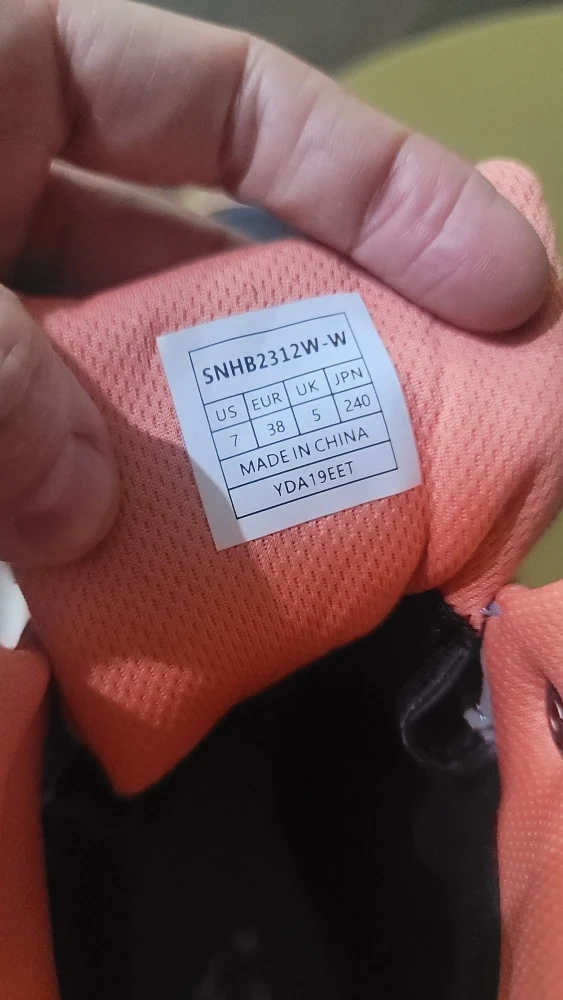 SNHB2312W-W
US EUR UK JPN
7 38 5 240
MADE IN CHINA
YDA19EET